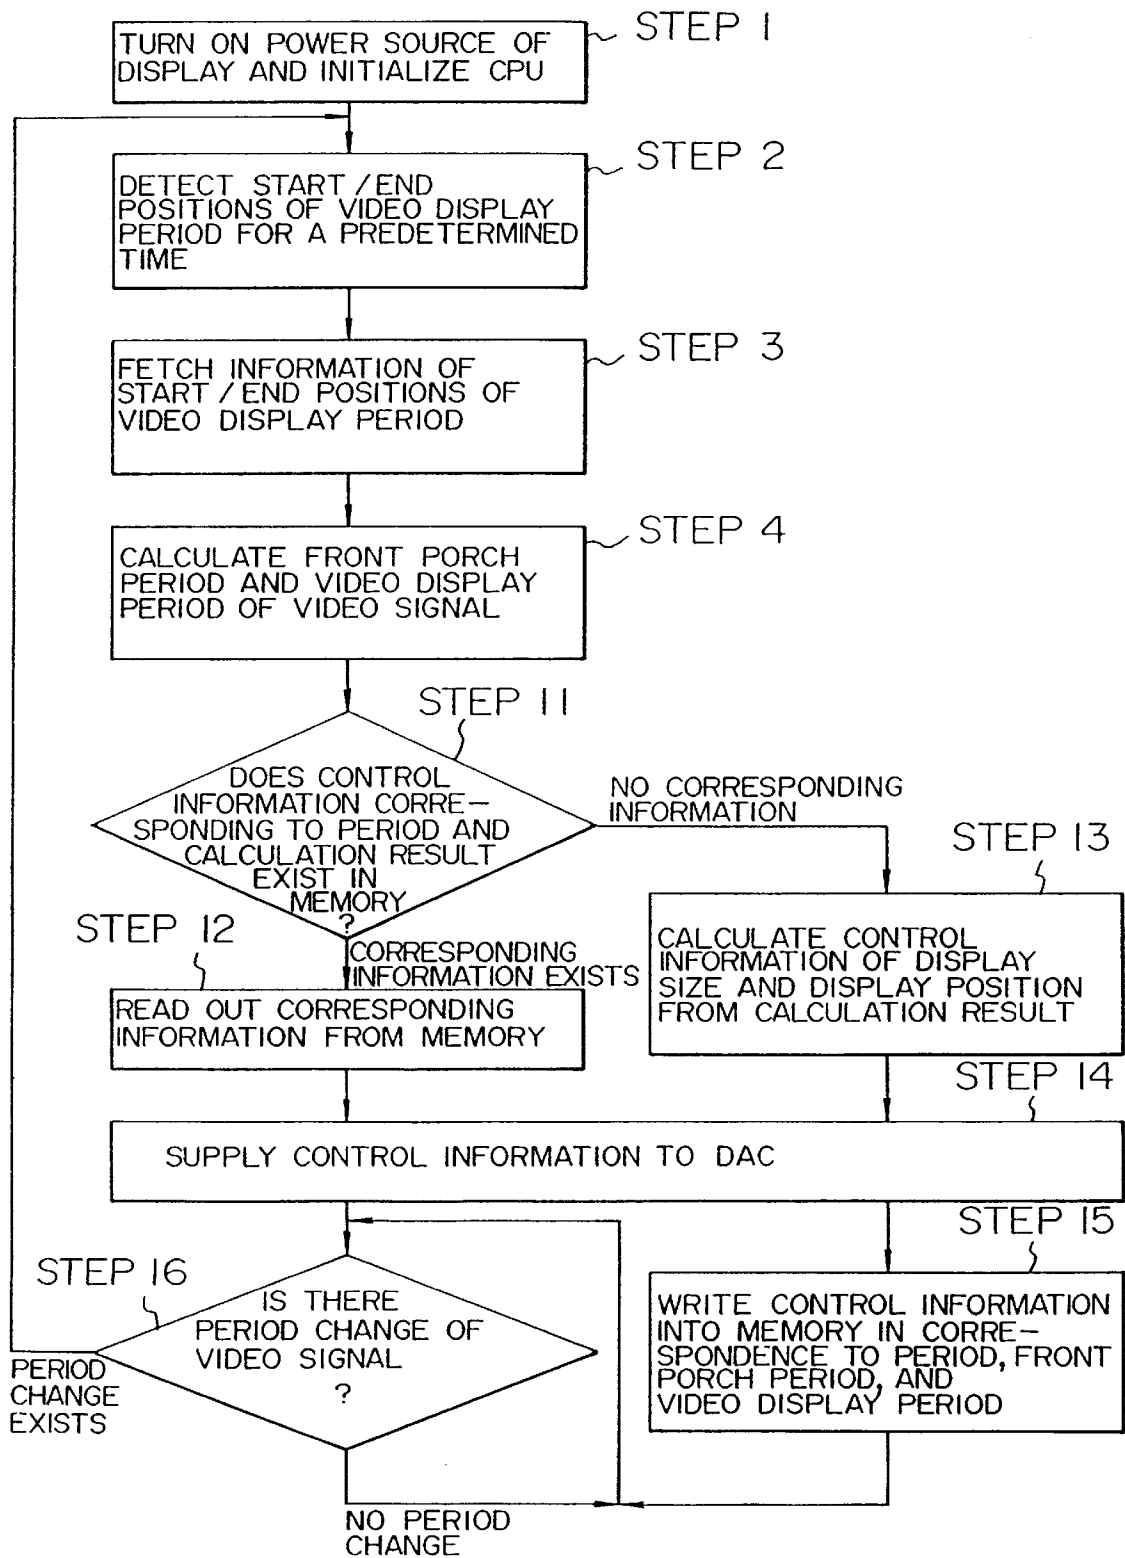 STEP 1
TURN ON POWER SOURCE OF
DISPLAY AND INITIALIZE CPU
STEP 2
DETECT START / END
POSITIONS OF VIDEO DISPLAY
PERIOD FOR A PREDETERMINED
TIME
STEP 3
FETCH INFORMATION OF
START / END POSITIONS OF
VIDEO DISPLAY PERIOD
STEP 4
CALCULATE FRONT PORCH
PERIOD AND VIDEO DISPLAY
PERIOD OF VIDEO SIGNAL
STEP 11
DOES CONTROL
INFORMATION CORRE-
SPONDING TO PERIOD AND
CALCULATION RESULT
EXIST IN
MEMORY
?
NO CORRESPONDING
INFORMATION
STEP 12
CORRESPONDING
INFORMATION EXISTS
READ OUT CORRESPONDING
INFORMATION FROM MEMORY
STEP 13
CALCULATE CONTROL
INFORMATION OF DISPLAY
SIZE AND DISPLAY POSITION
FROM CALCULATION RESULT
STEP 14
SUPPLY CONTROL INFORMATION TO DAC
STEP 15
WRITE CONTROL INFORMATION
INTO MEMORY IN CORRE-
SPONDENCE TO PERIOD, FRONT
PORCH PERIOD, AND
VIDEO DISPLAY PERIOD
STEP 16
IS THERE
PERIOD CHANGE OF
VIDEO SIGNAL
?
PERIOD
CHANGE
EXISTS
NO PERIOD
CHANGE